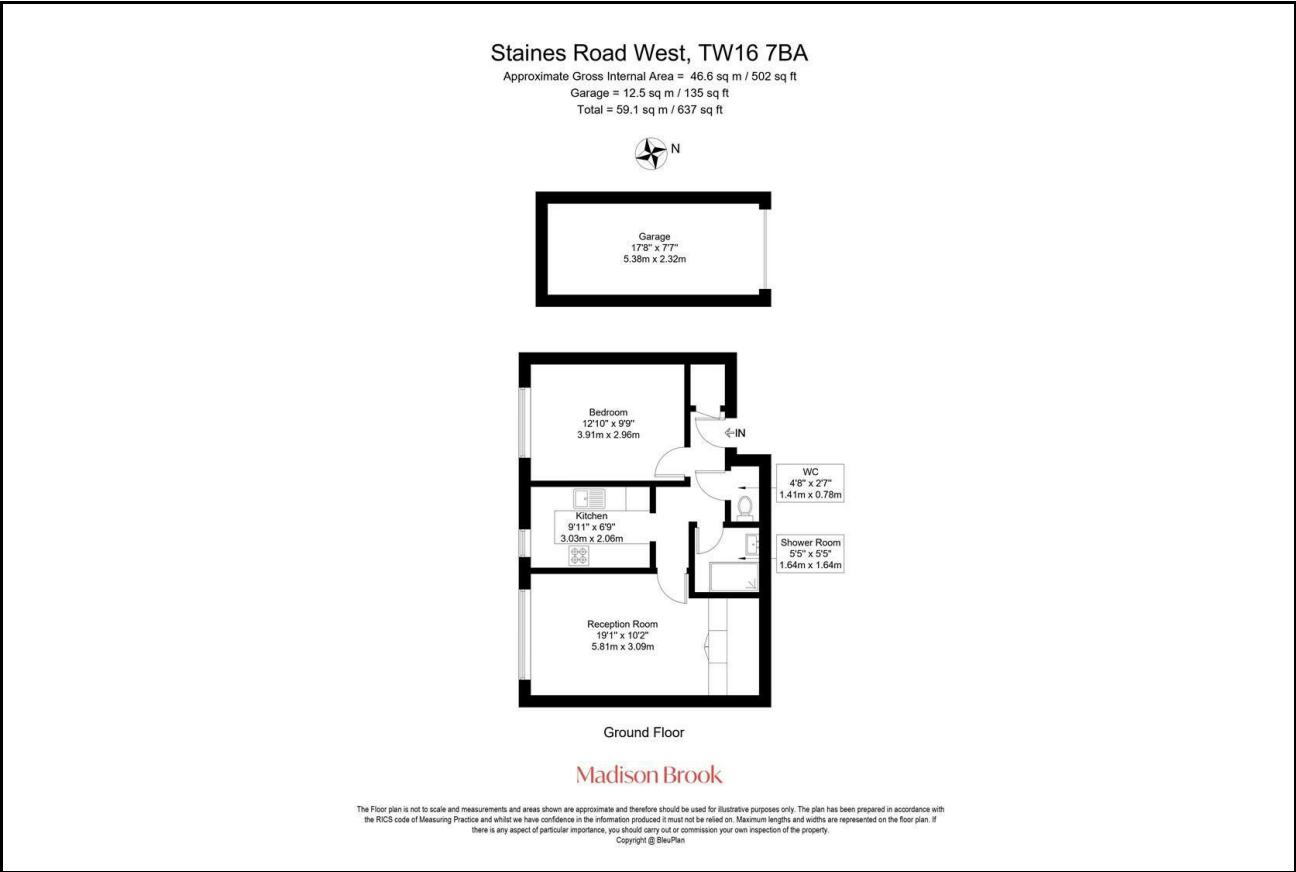 Staines Road West, TW16 7BA
Approximate Gross Internal Area = 46.6 sq m / 502 sq ft
Garage = 12.5 sq m / 135 sq ft
Total = 59.1 sq m / 637 sq ft
N
Garage
17'8" x 7'7"
5.38m x 2.32m
Bedroom
12'10" x 9'9"
3.91m x 2.96m
IN
WC
4'8" x 2'7"
1.41m x 0.78m
Kitchen
9'11" x 6'9"
3.03m x 2.06m
Shower Room
5'5" x 5'5"
1.64m x 1.64m
Reception Room
19'1" x 10'2"
5.81m x 3.09m
Ground Floor
Madison Brook
The Floor plan is not to scale and measurements and areas shown are approximate and therefore should be used for illustrative purposes only. The plan has been prepared in accordance with
the RICS code of Measuring Practice and whilst we have confidence in the information produced it must not be relied on. Maximum lengths and widths are represented on the floor plan. If
there is any aspect of particular importance, you should carry out or commission your own inspection of the property.
Copyright @ BleuPlan